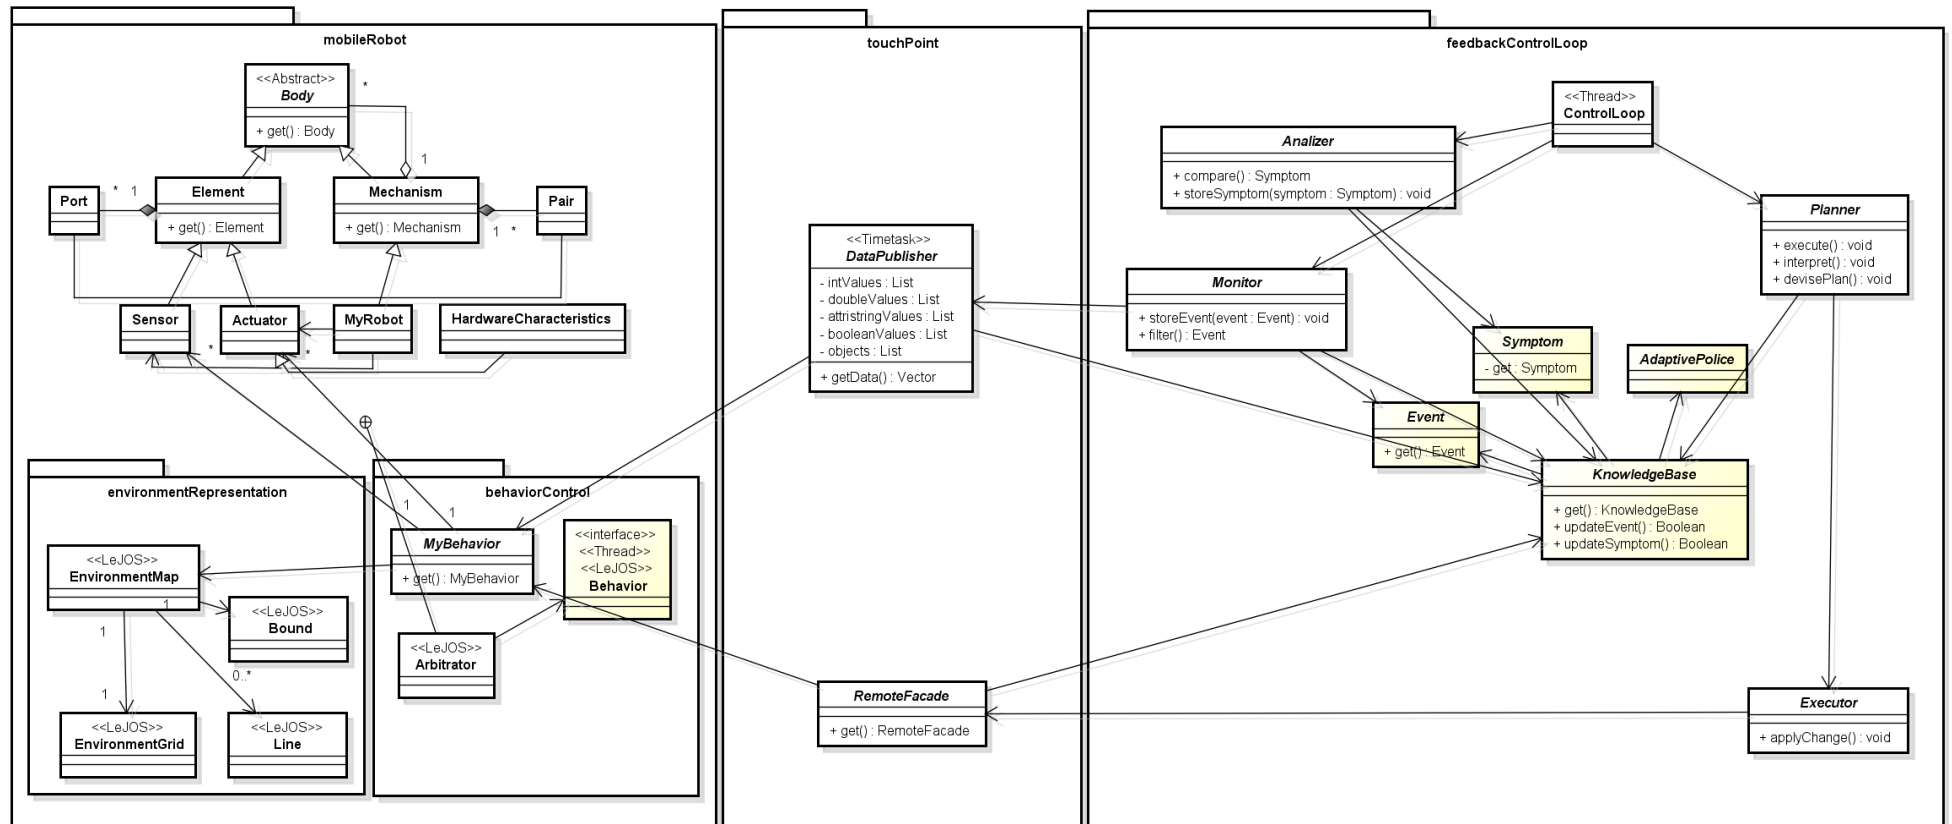 mobileRobot
<<Abstract>>
Body
+ get() : Body
*
1
Port
*
1
Element
+ get() : Element
Mechanism
+ get() : Mechanism
1
*
Pair
Sensor
Actuator
MyRobot
HardwareCharacteristics
*
*
environmentRepresentation
<<LeJOS>>
EnvironmentMap
1
1
<<LeJOS>>
Bound
1
0..*
<<LeJOS>>
EnvironmentGrid
<<LeJOS>>
Line
behaviorControl
1
1
MyBehavior
+ get() : MyBehavior
<<interface>>
<<Thread>>
<<LeJOS>>
Behavior
<<LeJOS>>
Arbitrator
touchPoint
<<Timetask>>
DataPublisher
- intValues : List
- doubleValues : List
- attristringValues : List
- booleanValues : List
- objects : List
+ getData() : Vector
RemoteFacade
+ get() : RemoteFacade
feedbackControlLoop
<<Thread>>
ControlLoop
Analizer
+ compare() : Symptom
+ storeSymptom(symptom : Symptom) : void
Planner
+ execute() : void
+ interpret() : void
+ devisePlan() : void
Monitor
+ storeEvent(event : Event) : void
+ filter() : Event
Symptom
- get : Symptom
AdaptivePolice
Event
+ get() : Event
KnowledgeBase
+ get() : KnowledgeBase
+ updateEvent() : Boolean
+ updateSymptom() : Boolean
Executor
+ applyChange() : void